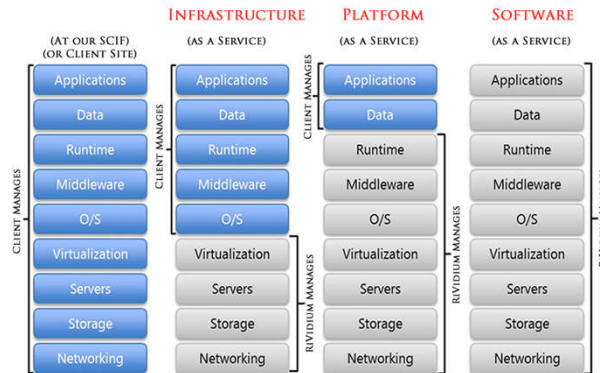 INFRASTRUCTURE
PLATFORM
SOFTWARE
(AT OUR SCIF)
(OR CLIENT SITE)
(AS A SERVICE)
(AS A SERVICE)
(AS A SERVICE)
CLIENT MANAGES
Applications
Data
Runtime
Middleware
O/S
Virtualization
Servers
Storage
Networking
CLIENT MANAGES
Applications
Data
Runtime
Middleware
O/S
Virtualization
Servers
Storage
Networking
RIVIDIUM MANAGES
CLIENT MANAGES
Applications
Data
Runtime
Middleware
O/S
Virtualization
Servers
Storage
Networking
RIVIDIUM MANAGES
Applications
Data
Runtime
Middleware
O/S
Virtualization
Servers
Storage
Networking